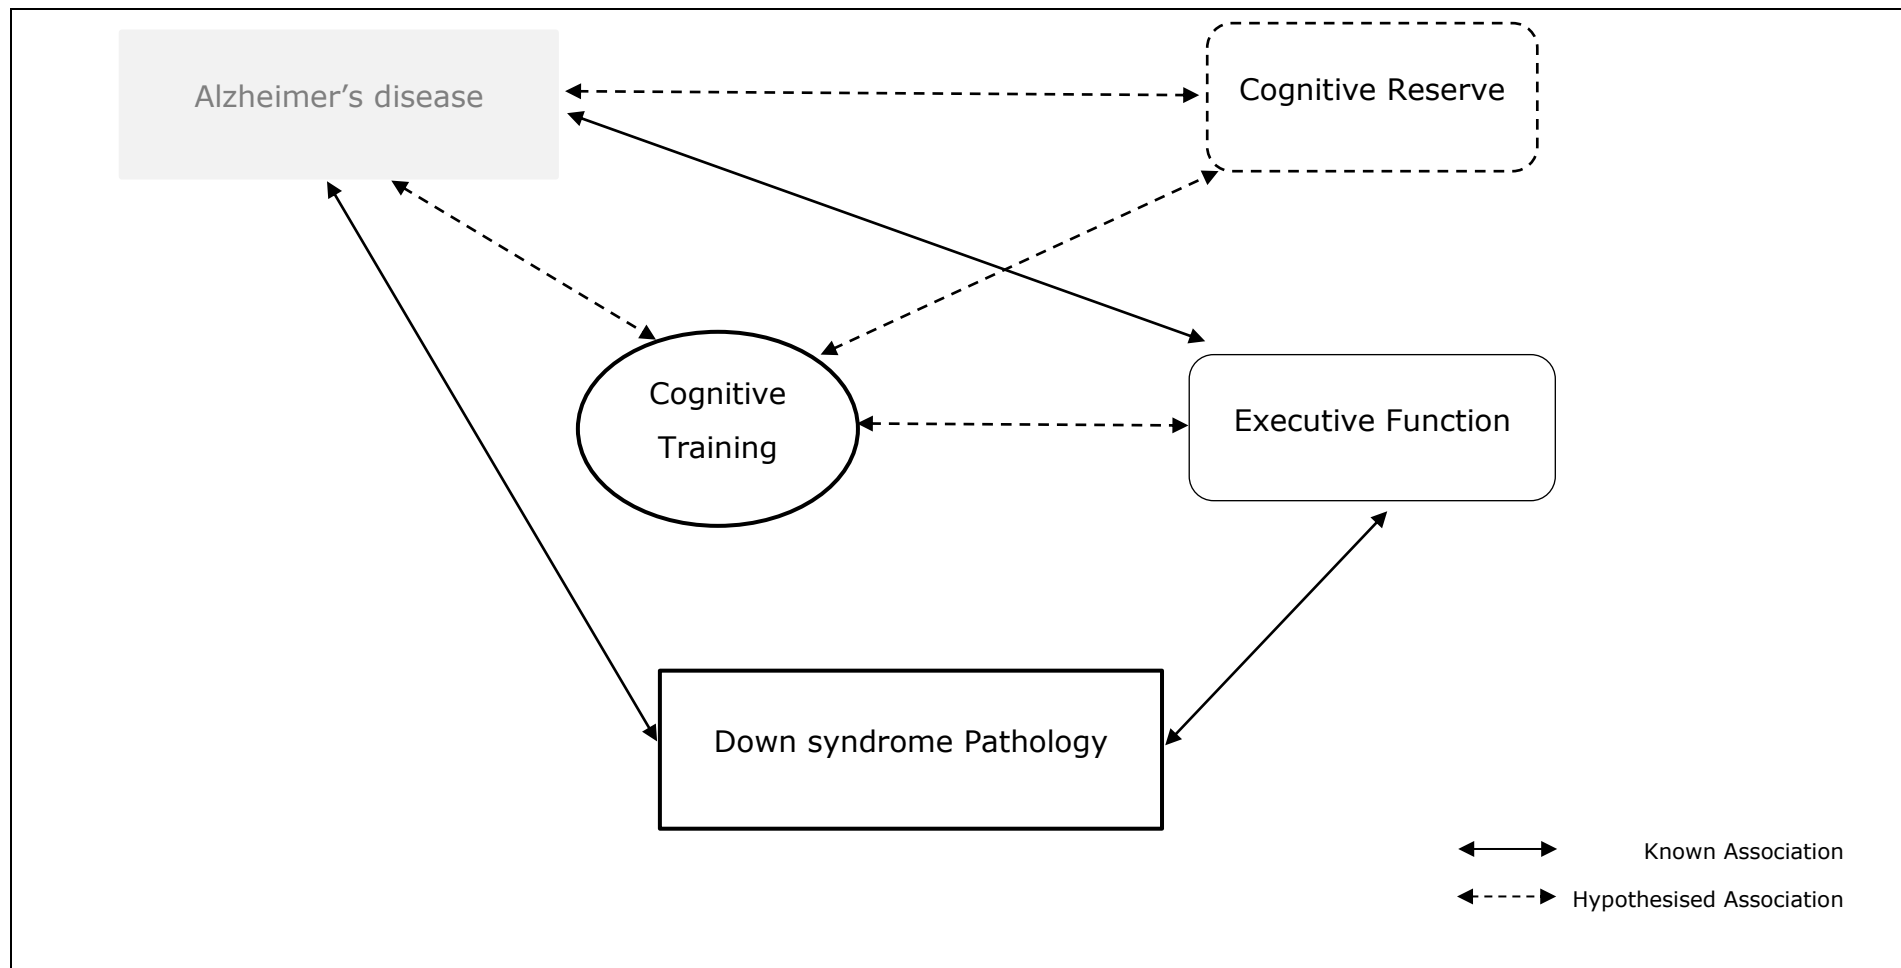 Alzheimer’s disease
Cognitive Reserve
Cognitive
Training
Executive Function
Down syndrome Pathology
Known Association
Hypothesised Association